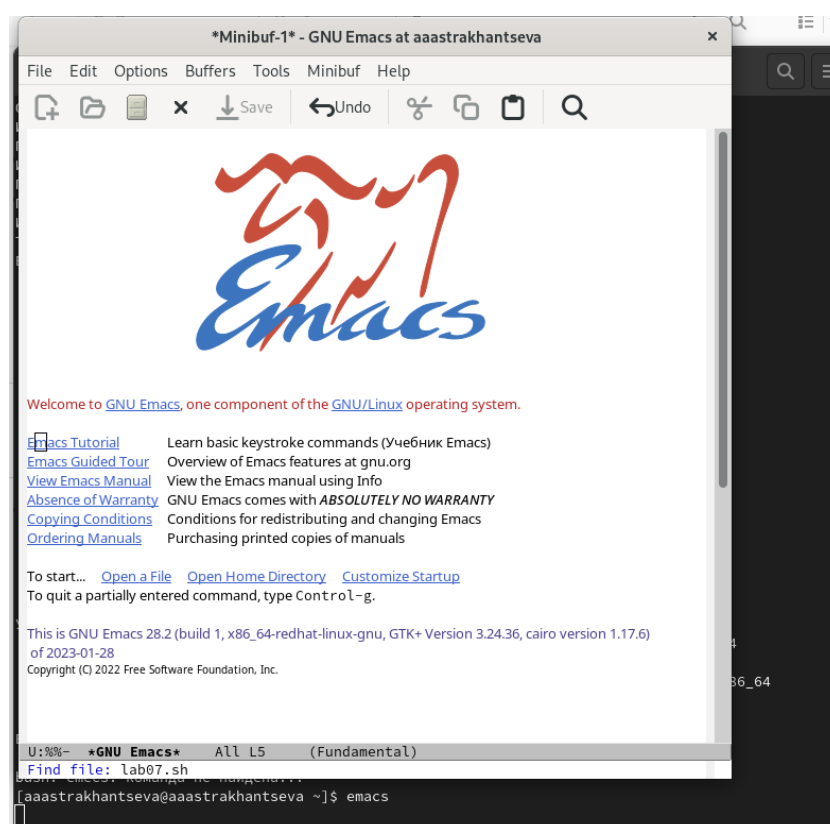 *Minibuf-1* - GNU Emacs at aaastrakhantseva
File Edit Options Buffers Tools Minibuf Help
Save Undo
Emacs
Welcome to GNU Emacs, one component of the GNU/Linux operating system.
Emacs Tutorial Learn basic keystroke commands (Учебник Emacs)
Emacs Guided Tour Overview of Emacs features at gnu.org
View Emacs Manual View the Emacs manual using Info
Absence of Warranty GNU Emacs comes with ABSOLUTELY NO WARRANTY
Copying Conditions Conditions for redistributing and changing Emacs
Ordering Manuals Purchasing printed copies of manuals
To start... Open a File Open Home Directory Customize Startup
To quit a partially entered command, type Control-g.
This is GNU Emacs 28.2 (build 1, x86_64-redhat-linux-gnu, GTK+ Version 3.24.36, cairo version 1.17.6)
of 2023-01-28
Copyright (C) 2022 Free Software Foundation, Inc.
86_64
U:%%- *GNU Emacs* All L5 (Fundamental)
Find file: lab07.sh
[aaastrakhantseva@aaastrakhantseva ~]$ emacs